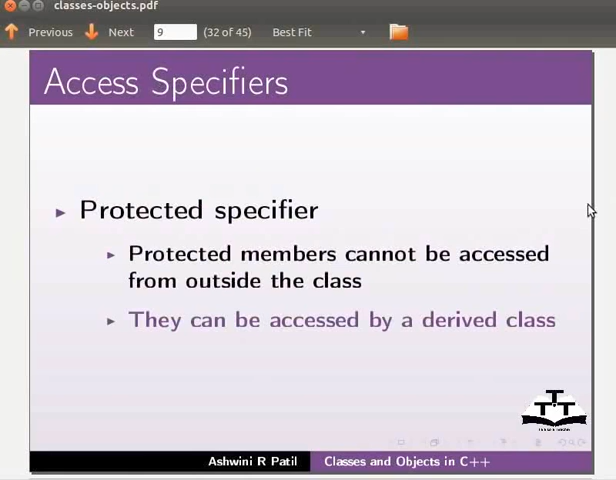 classes-objects.pdf
Previous Next 9 (32 of 45) Best Fit
Access Specifiers
Protected specifier
Protected members cannot be accessed
from outside the class
They can be accessed by a derived class
Ashwini R Patil Classes and Objects in C++